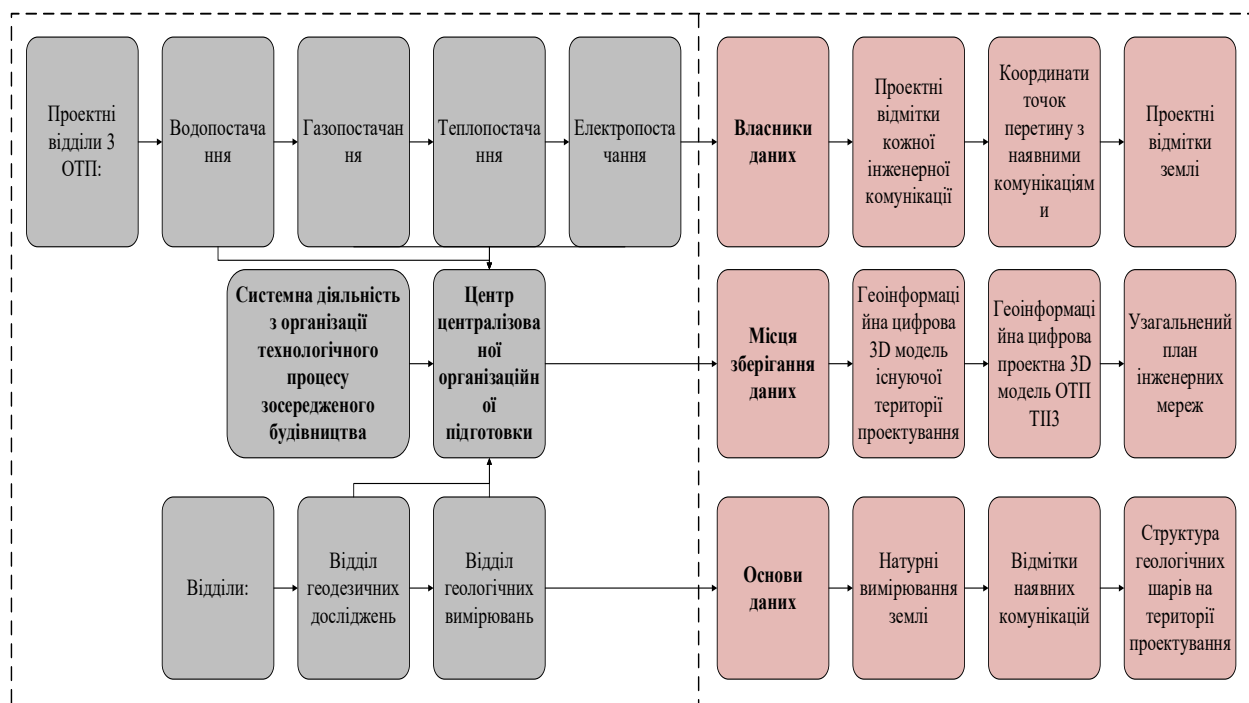 Проектні
відділи 3
ОТП:
Водопостача
ння
Газопостачан
ня
Теплопостача
ння
Електропоста
чання
Власники
даних
Проектні
відмітки
кожної
інженерної
комунікації
Координати
точок
перетину з
наявними
комунікаціям
и
Проектні
відмітки
землі
Системна діяльність
з організації
технологічного
процесу
зосередженого
будівництва
Центр
централізова
ної
організаційн
ої
підготовки
Місця
зберігання
даних
Геоінформаці
йна цифрова
3D модель
існуючої
території
проектування
Геоінформаці
йна цифрова
проектна 3D
модель ОТП
ТІІЗ
Узагальнений
план
інженерних
мереж
Відділи:
Відділ
геодезичних
досліджень
Відділ
геологічних
вимірювань
Основи
даних
Натурні
вимірювання
землі
Відмітки
наявних
комунікацій
Структура
геологічних
шарів на
території
проектування